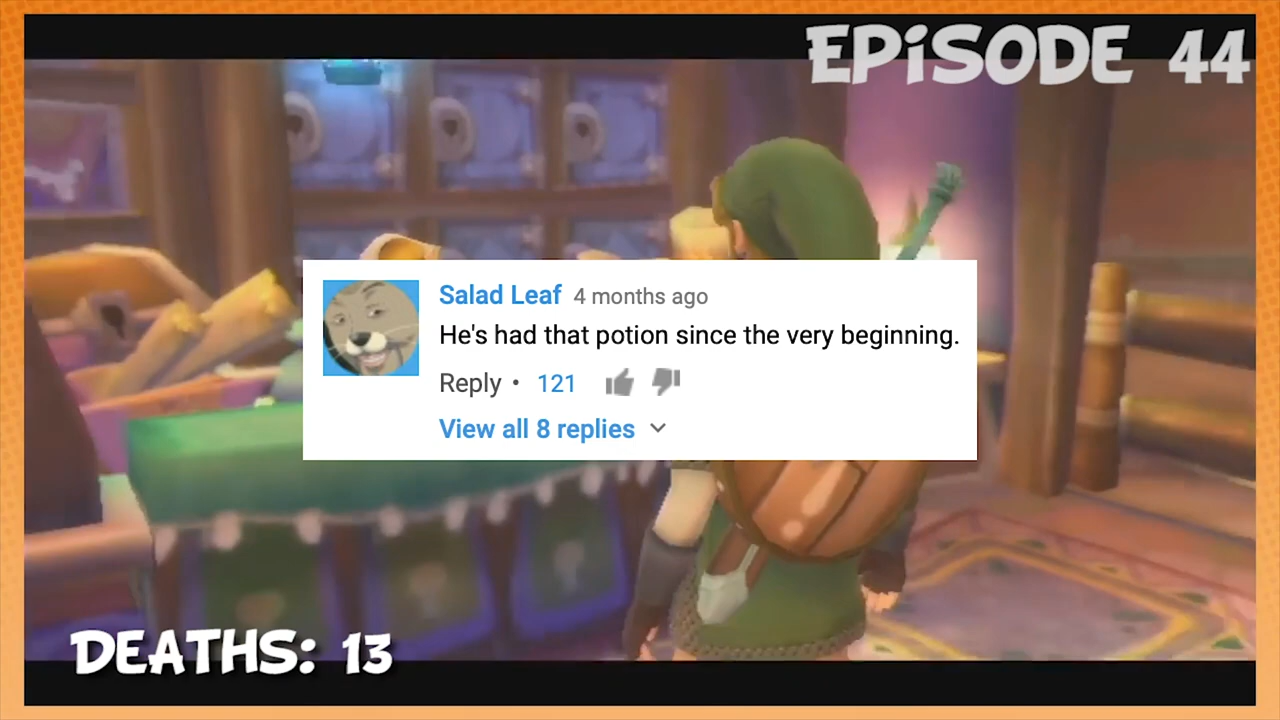 EPiSODE 44
Salad Leaf 4 months ago
He's had that potion since the very beginning.
Reply • 121
View all 8 replies
DEATHS: 13